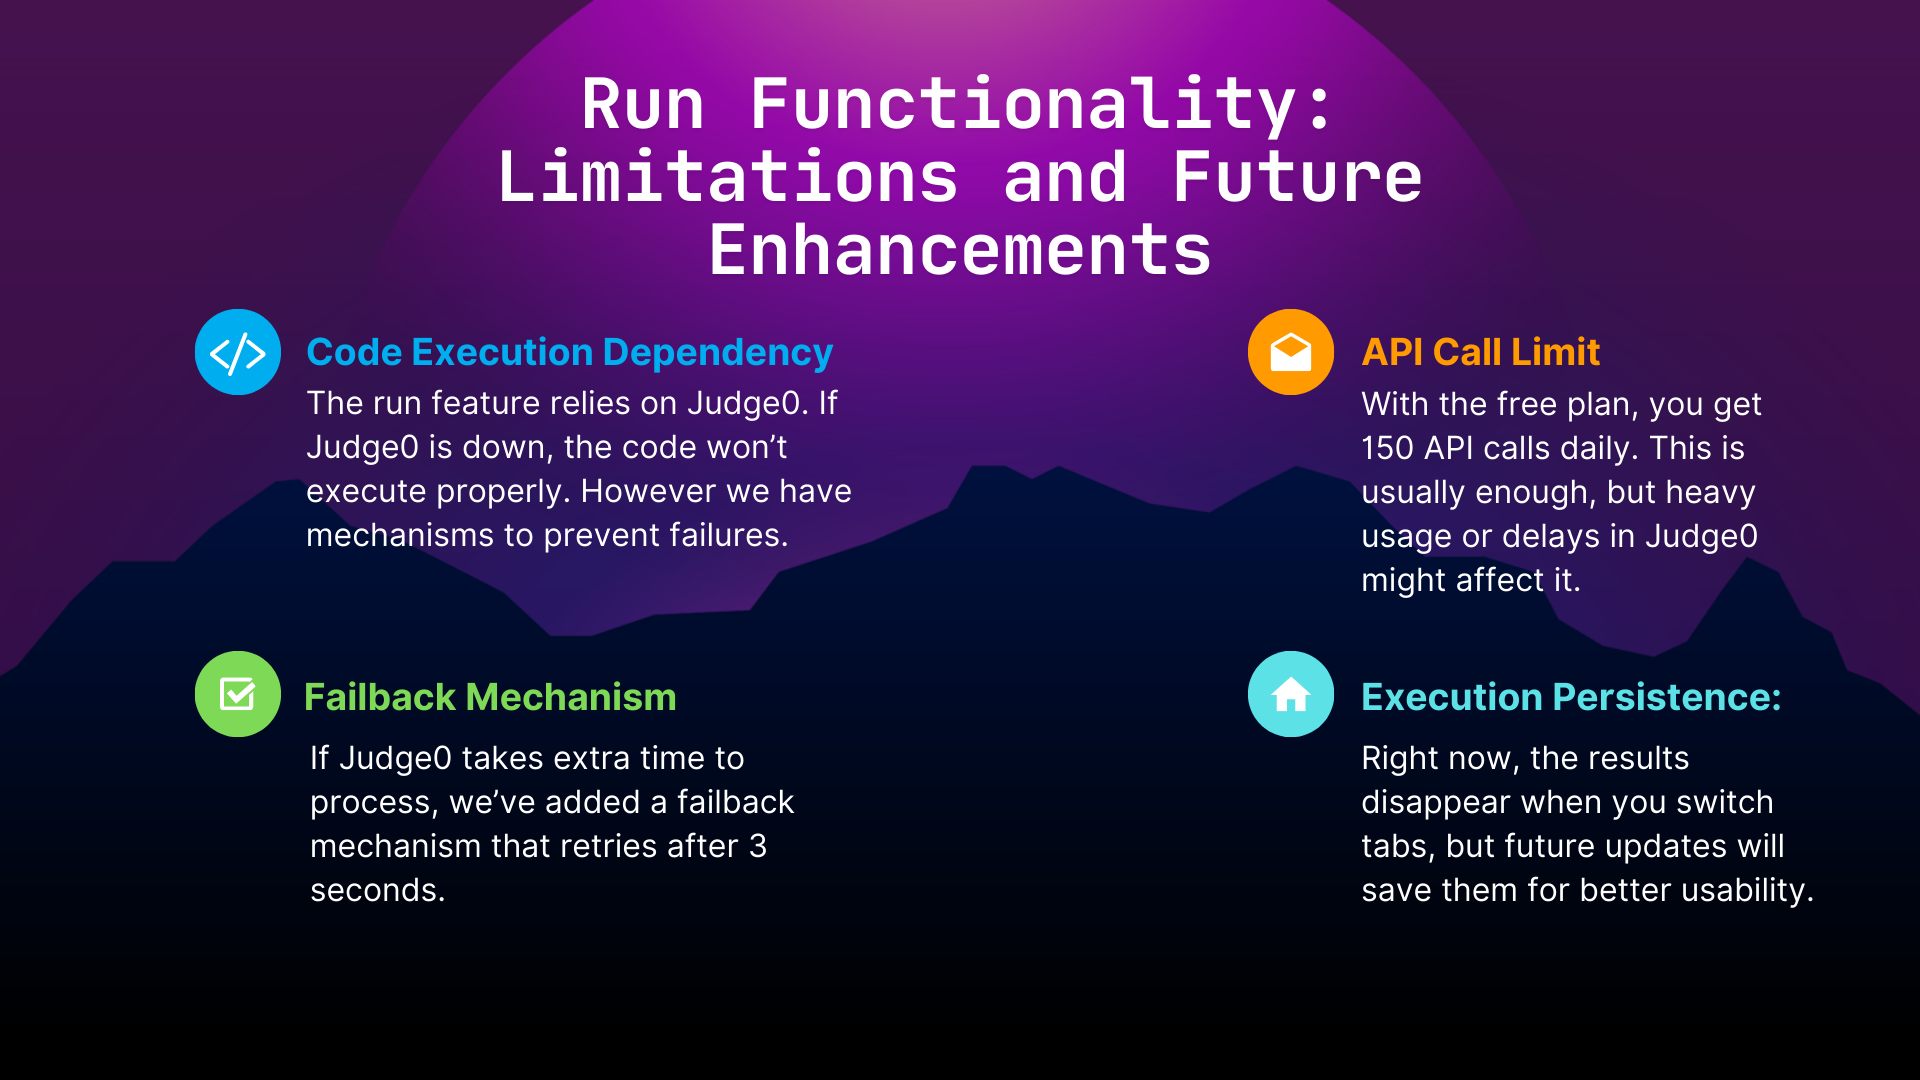 Run Functionality:
Limitations and Future
Enhancements
Code Execution Dependency
The run feature relies on Judge0. If
Judge0 is down, the code won’t
execute properly. However we have
mechanisms to prevent failures.
API Call Limit
With the free plan, you get
150 API calls daily. This is
usually enough, but heavy
usage or delays in Judge0
might affect it.
Failback Mechanism
If Judge0 takes extra time to
process, we’ve added a failback
mechanism that retries after 3
seconds.
Execution Persistence:
Right now, the results
disappear when you switch
tabs, but future updates will
save them for better usability.